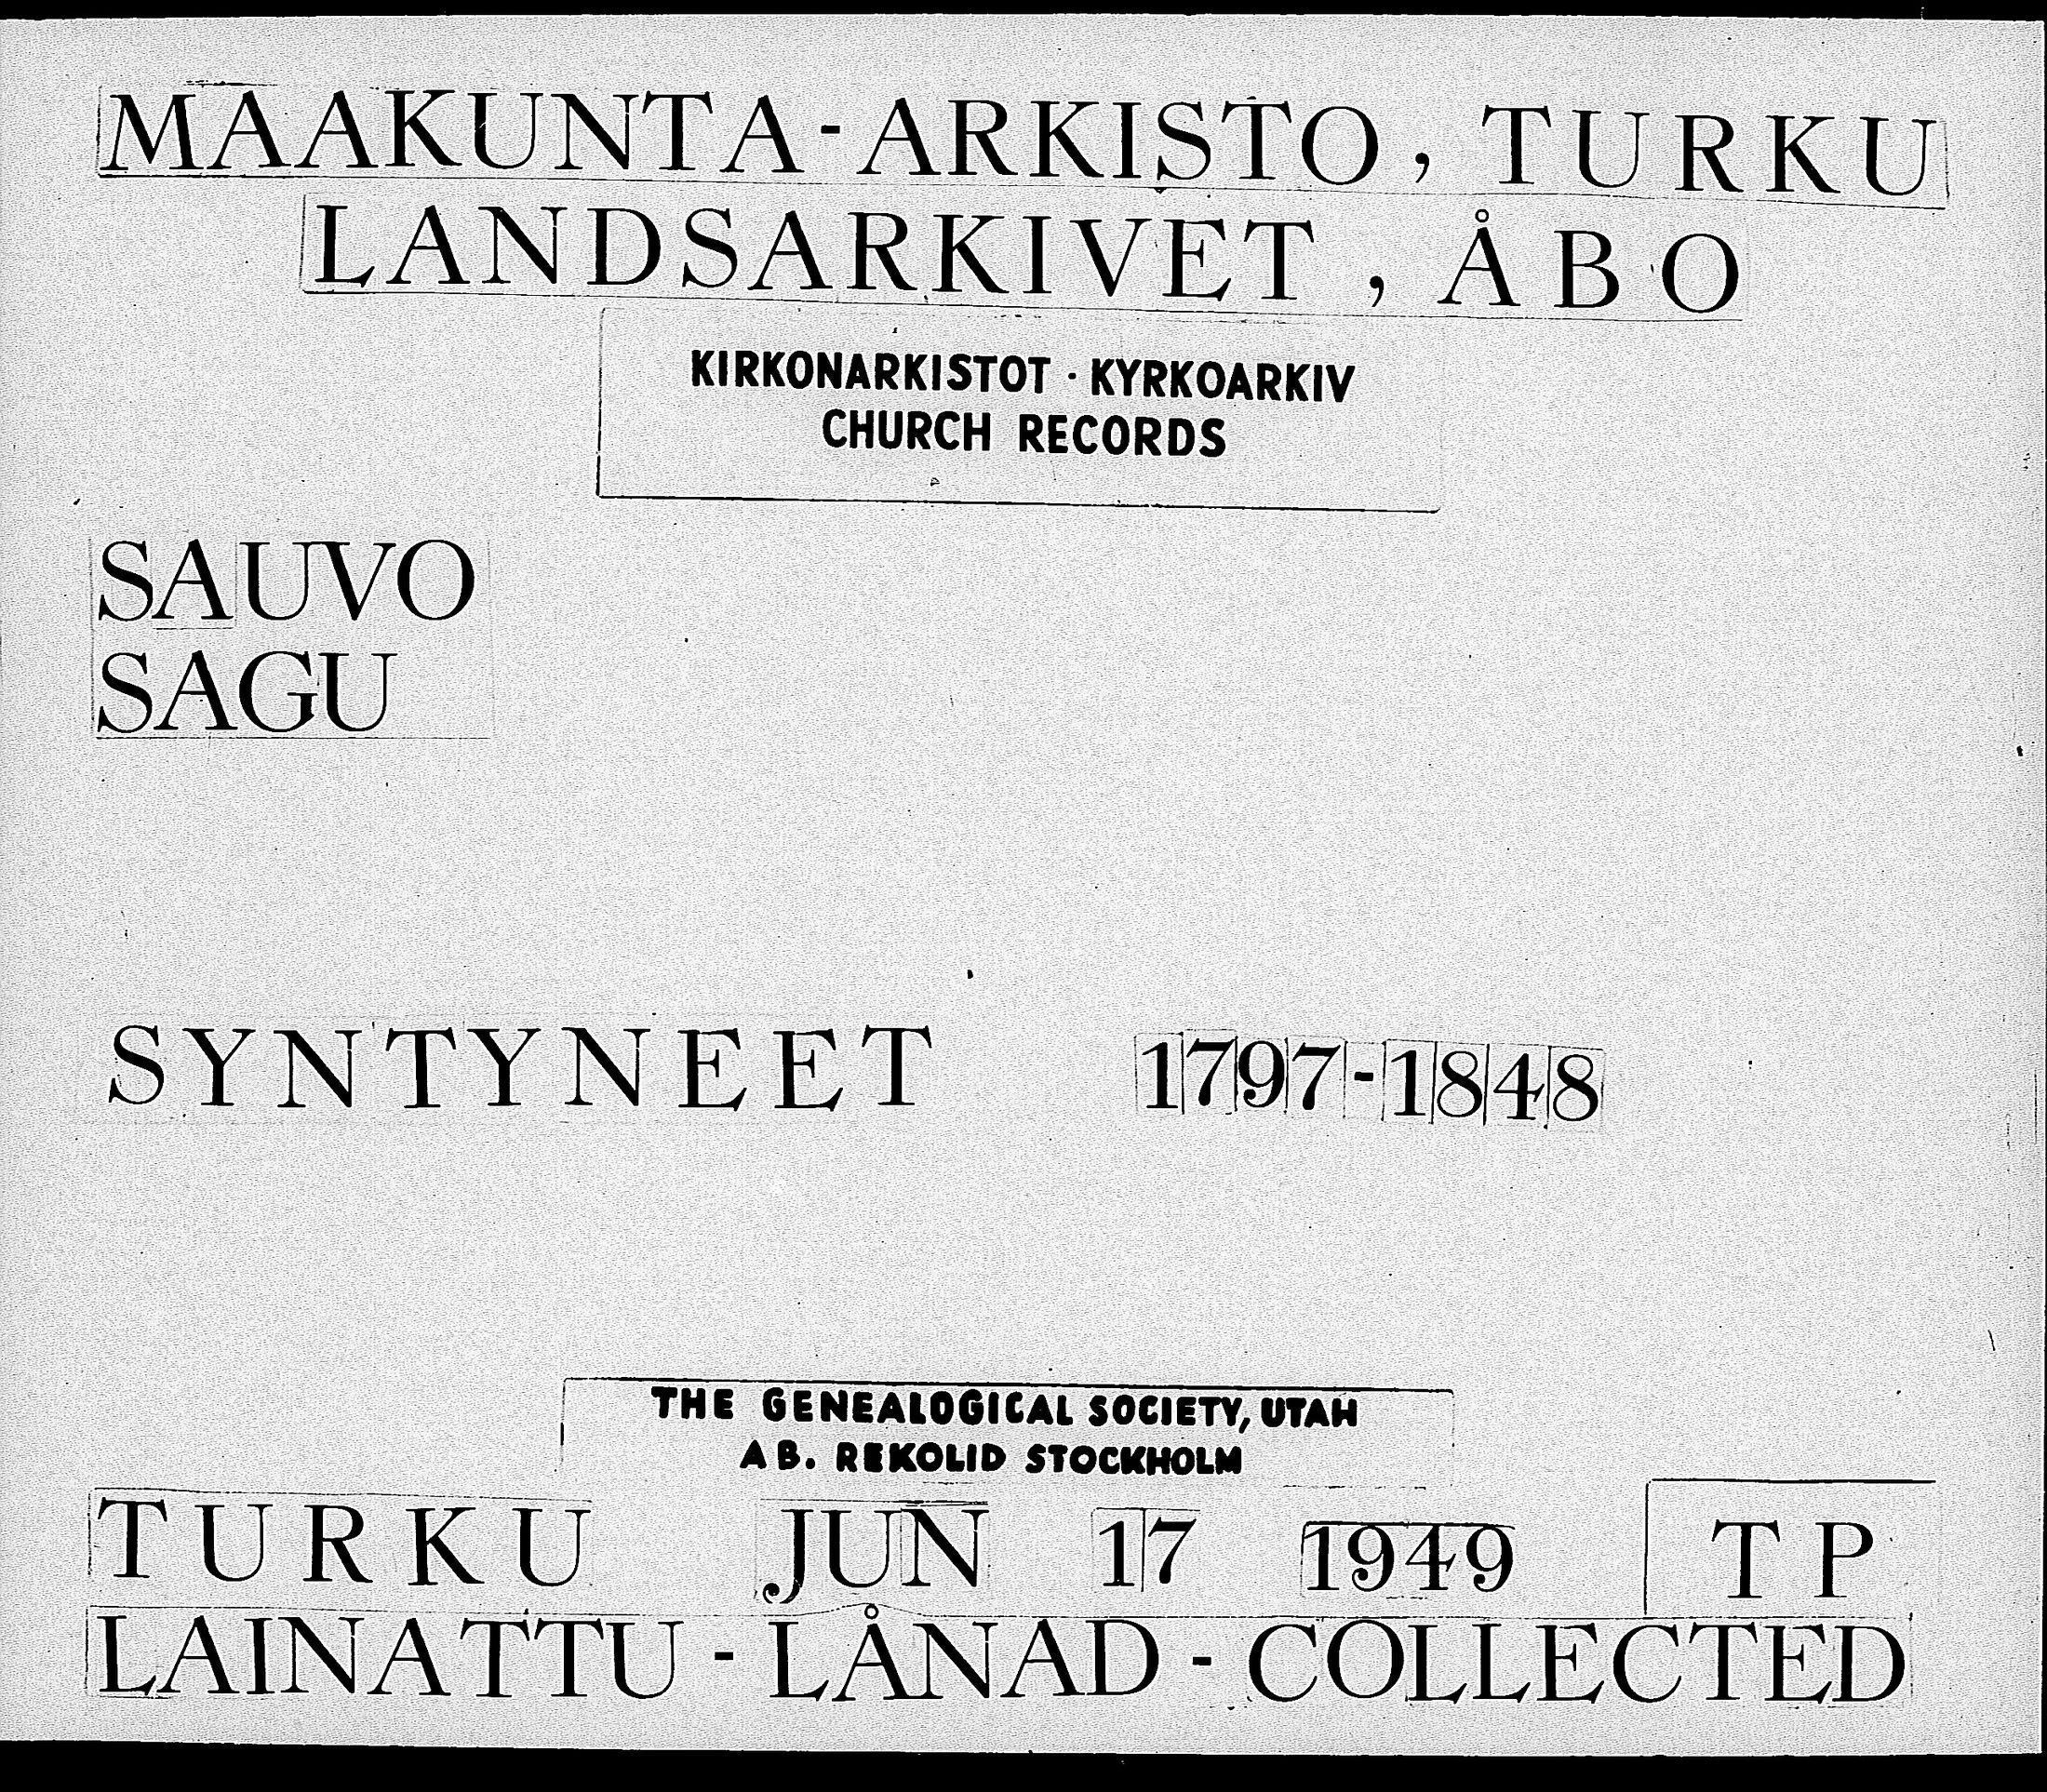 MAAKUNTA-ARKISTO, TURKU
LANDSARKIVET, ÅBO
KIRKONARKISTOT · KYRKOARKIV
CHURCH RECORDS
SAUVO
SAGU
SYNTYNEET 1797-1848
THE GENEALOGICAL SOCIETY, UTAH
AB. REKOLID STOCKHOLM
TURKU JUN 17 1949 TP
LAINATTU - LÅNAD - COLLECTED